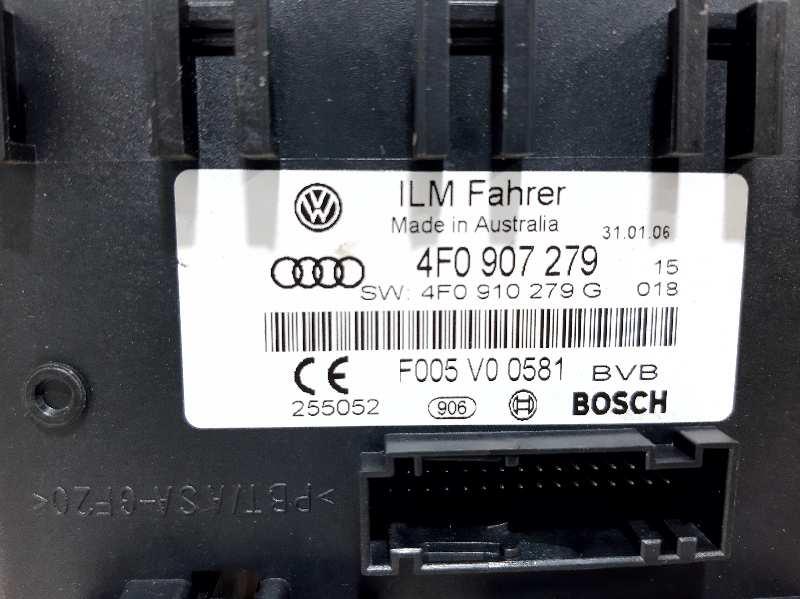 ILM Fahrer
Made in Australia
31.01.06
4F0 907 279 15
SW: 4F0 910 279 G 018
F005 V0 0581 BVB
CE
255052 906 BOSCH
>PBT/ASA-GF20<